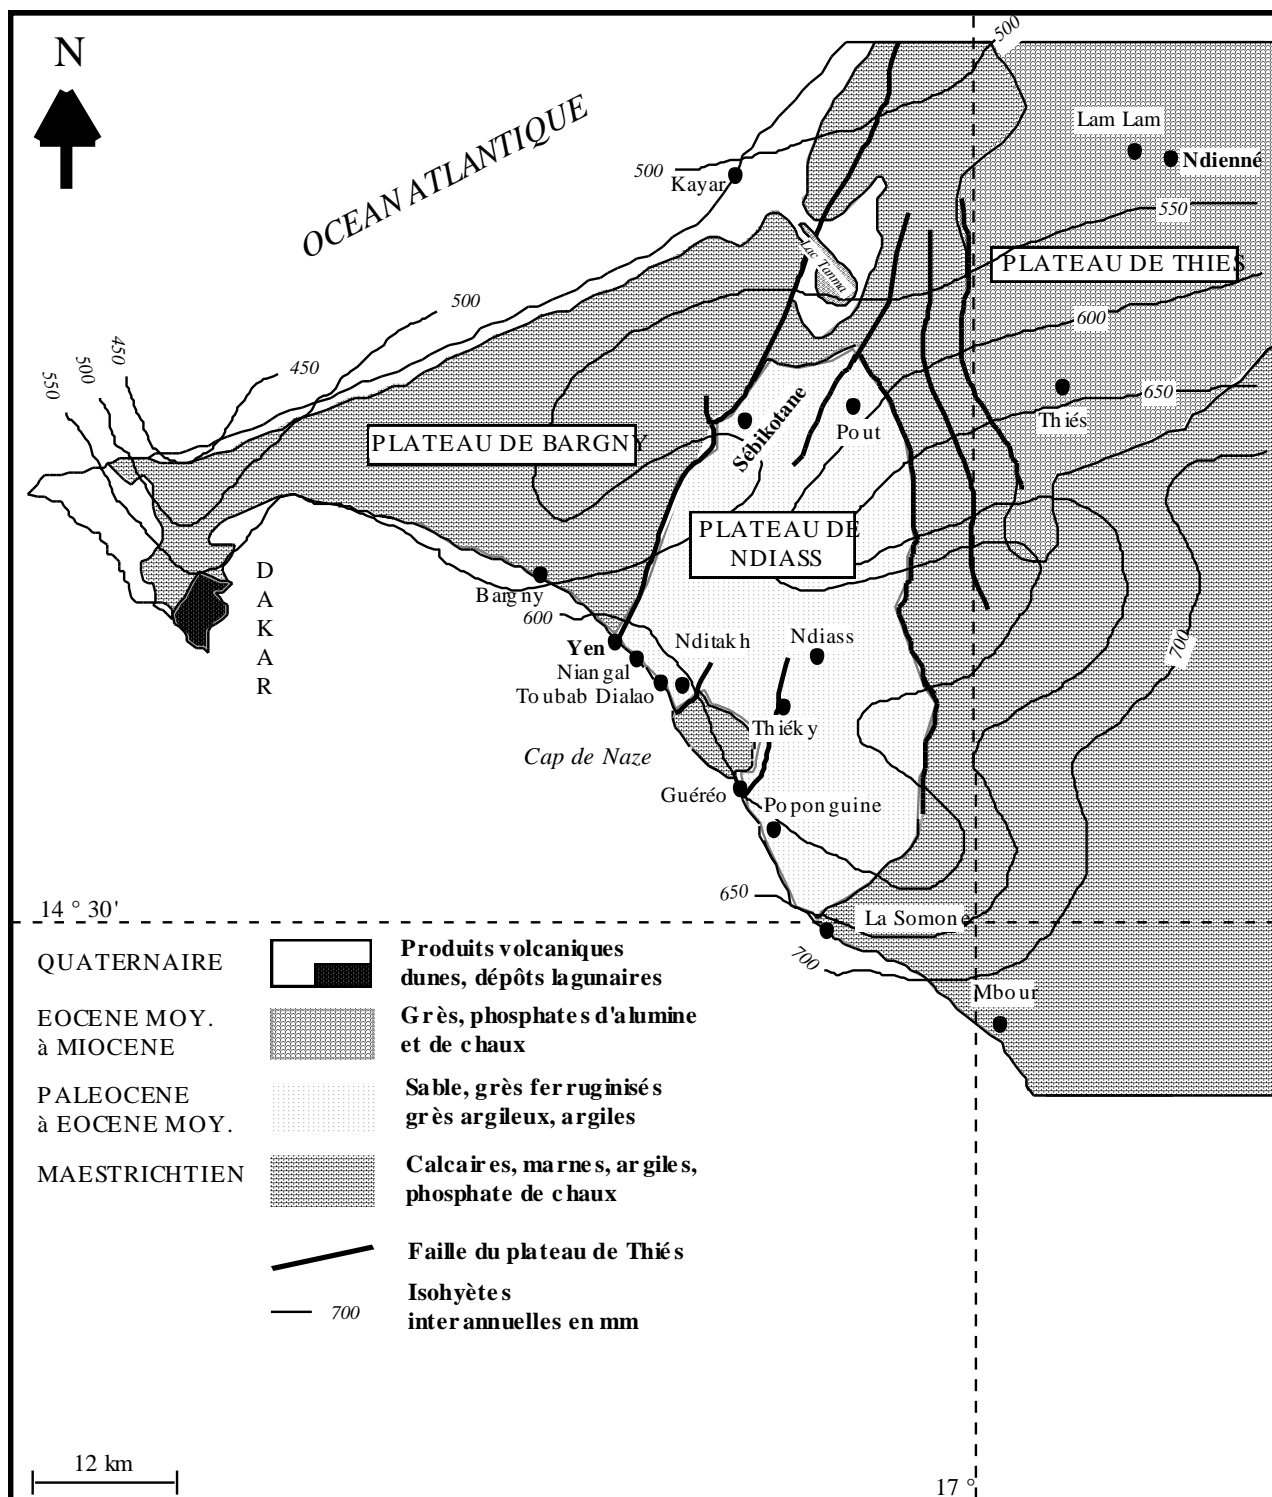 500
N
OCEAN ATLANTIQUE
Lam Lam
Ndienné
500
Kayar
550
PLATEAU DE THIES
Lac Tanma
500
600
450
500
550
450
650
Thiés
Sébikotane
Pout
PLATEAU DE BARGNY
PLATEAU DE
NDIASS
DAKAR
Bargny
600
Yen
Nditakh
Ndiass
700
Niangal
Toubab Dialao
Thiéky
Cap de Naze
Guéréo
Poponguine
650
14 ° 30'
La Somone
700
Mbour
QUATERNAIRE
Produits volcaniques
dunes, dépôts lagunaires
EOCENE MOY.
à MIOCENE
Grès, phosphates d'alumine
et de chaux
PALEOCENE
à EOCENE MOY.
Sable, grès ferruginisés
grès argileux, argiles
MAESTRICHTIEN
Calcaires, marnes, argiles,
phosphate de chaux
Faille du plateau de Thiés
700
Isohyètes
interannuelles en mm
12 km
17 °